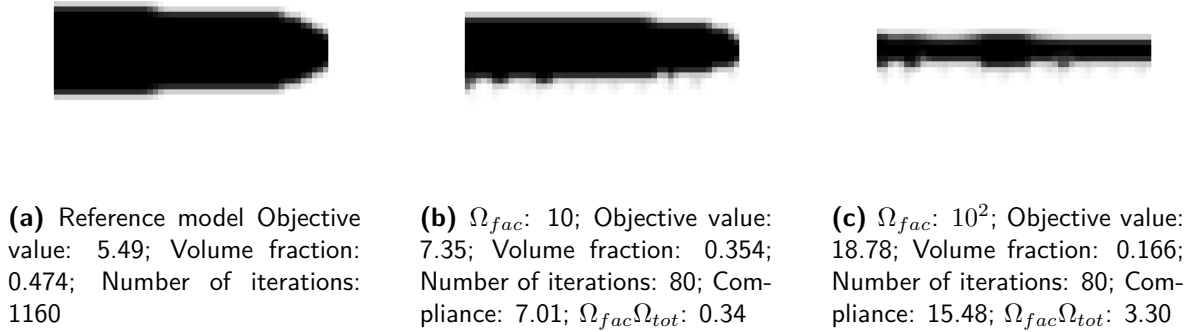 (a) Reference model Objective
value: 5.49; Volume fraction:
0.474; Number of iterations:
1160
(b) Ω_fac: 10; Objective value:
7.35; Volume fraction: 0.354;
Number of iterations: 80; Com-
pliance: 7.01; Ω_facΩ_tot: 0.34
(c) Ω_fac: 10²; Objective value:
18.78; Volume fraction: 0.166;
Number of iterations: 80; Com-
pliance: 15.48; Ω_facΩ_tot: 3.30